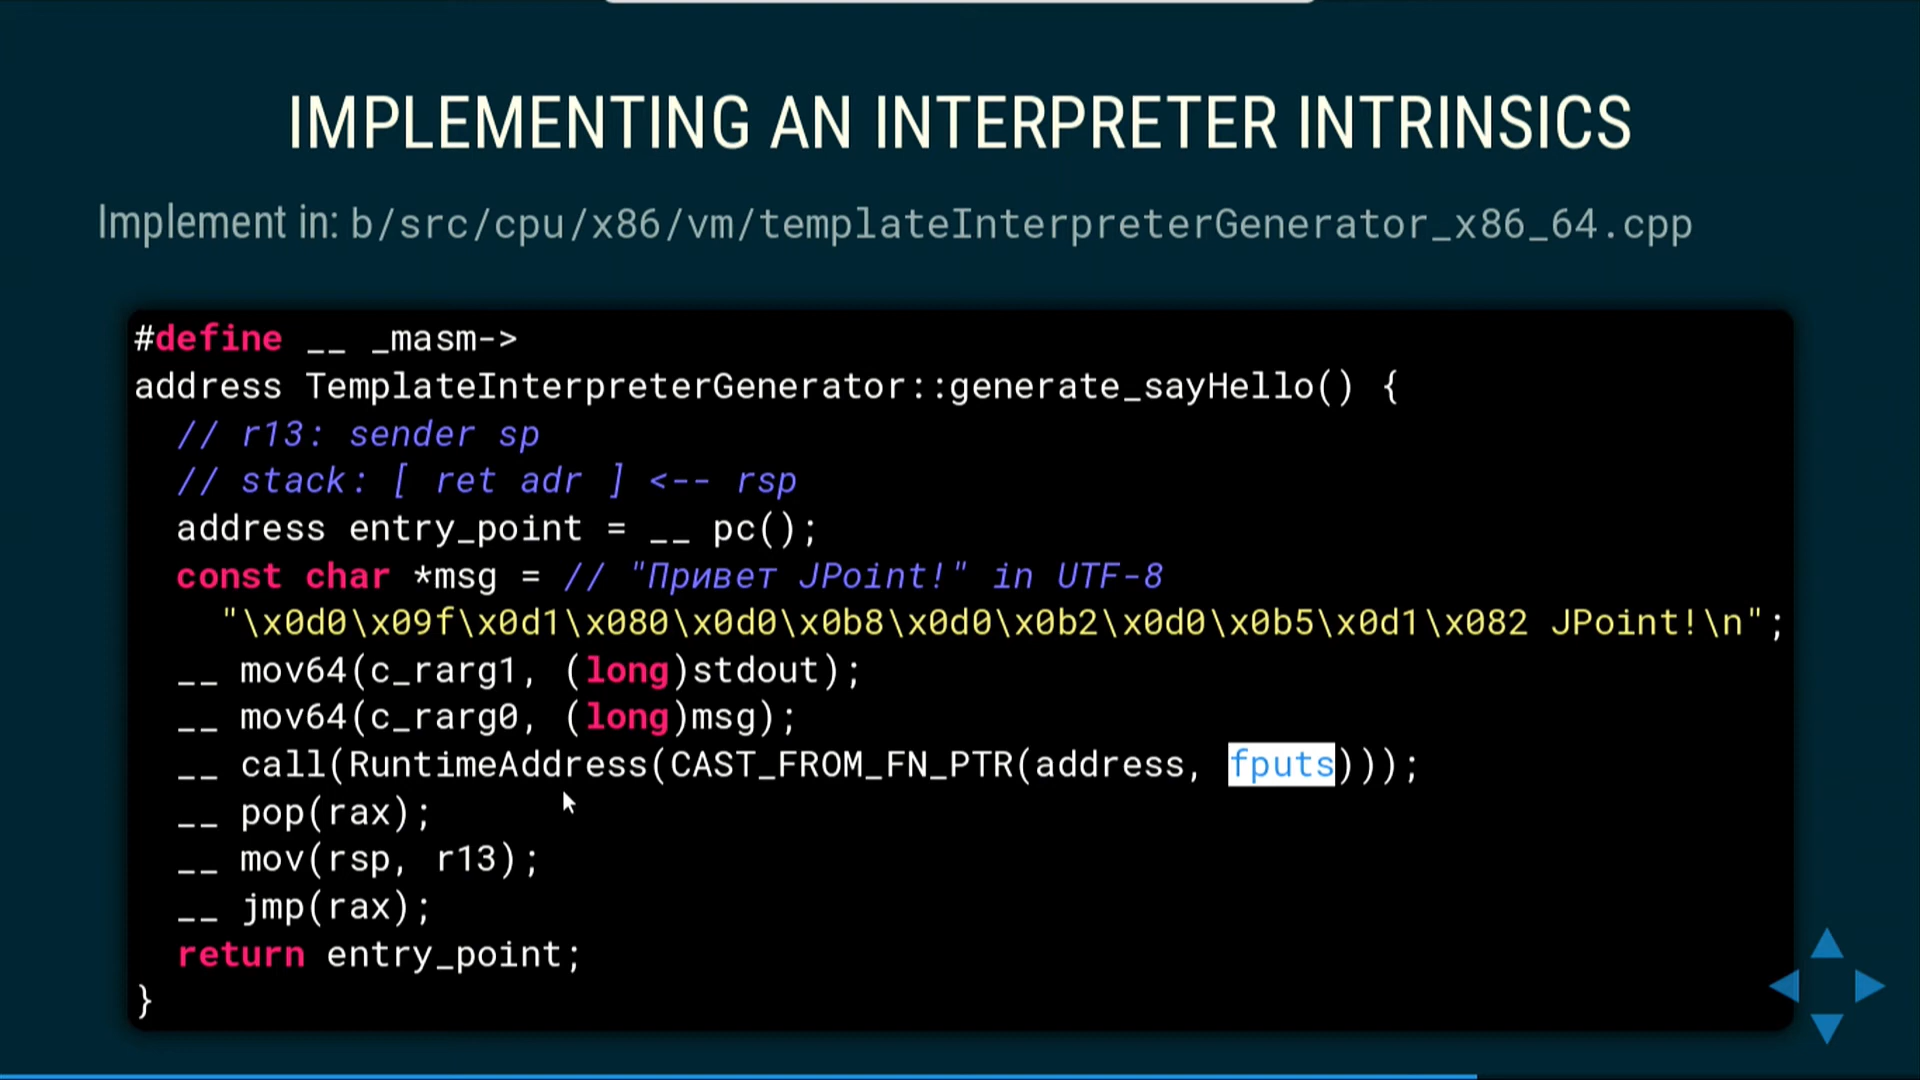 IMPLEMENTING AN INTERPRETER INTRINSICS
Implement in: b/src/cpu/x86/vm/templateInterpreterGenerator_x86_64.cpp
#define __ _masm->
address TemplateInterpreterGenerator::generate_sayHello() {
// r13: sender sp
// stack: [ ret adr ] <-- rsp
address entry_point = __ pc();
const char *msg = // "Привет JPoint!" in UTF-8
"\x0d0\x09f\x0d1\x080\x0d0\x0b8\x0d0\x0b2\x0d0\x0b5\x0d1\x082 JPoint!\n";
__ mov64(c_rarg1, (long)stdout);
__ mov64(c_rarg0, (long)msg);
__ call(RuntimeAddress(CAST_FROM_FN_PTR(address, fputs)));
__ pop(rax);
__ mov(rsp, r13);
__ jmp(rax);
return entry_point;
}